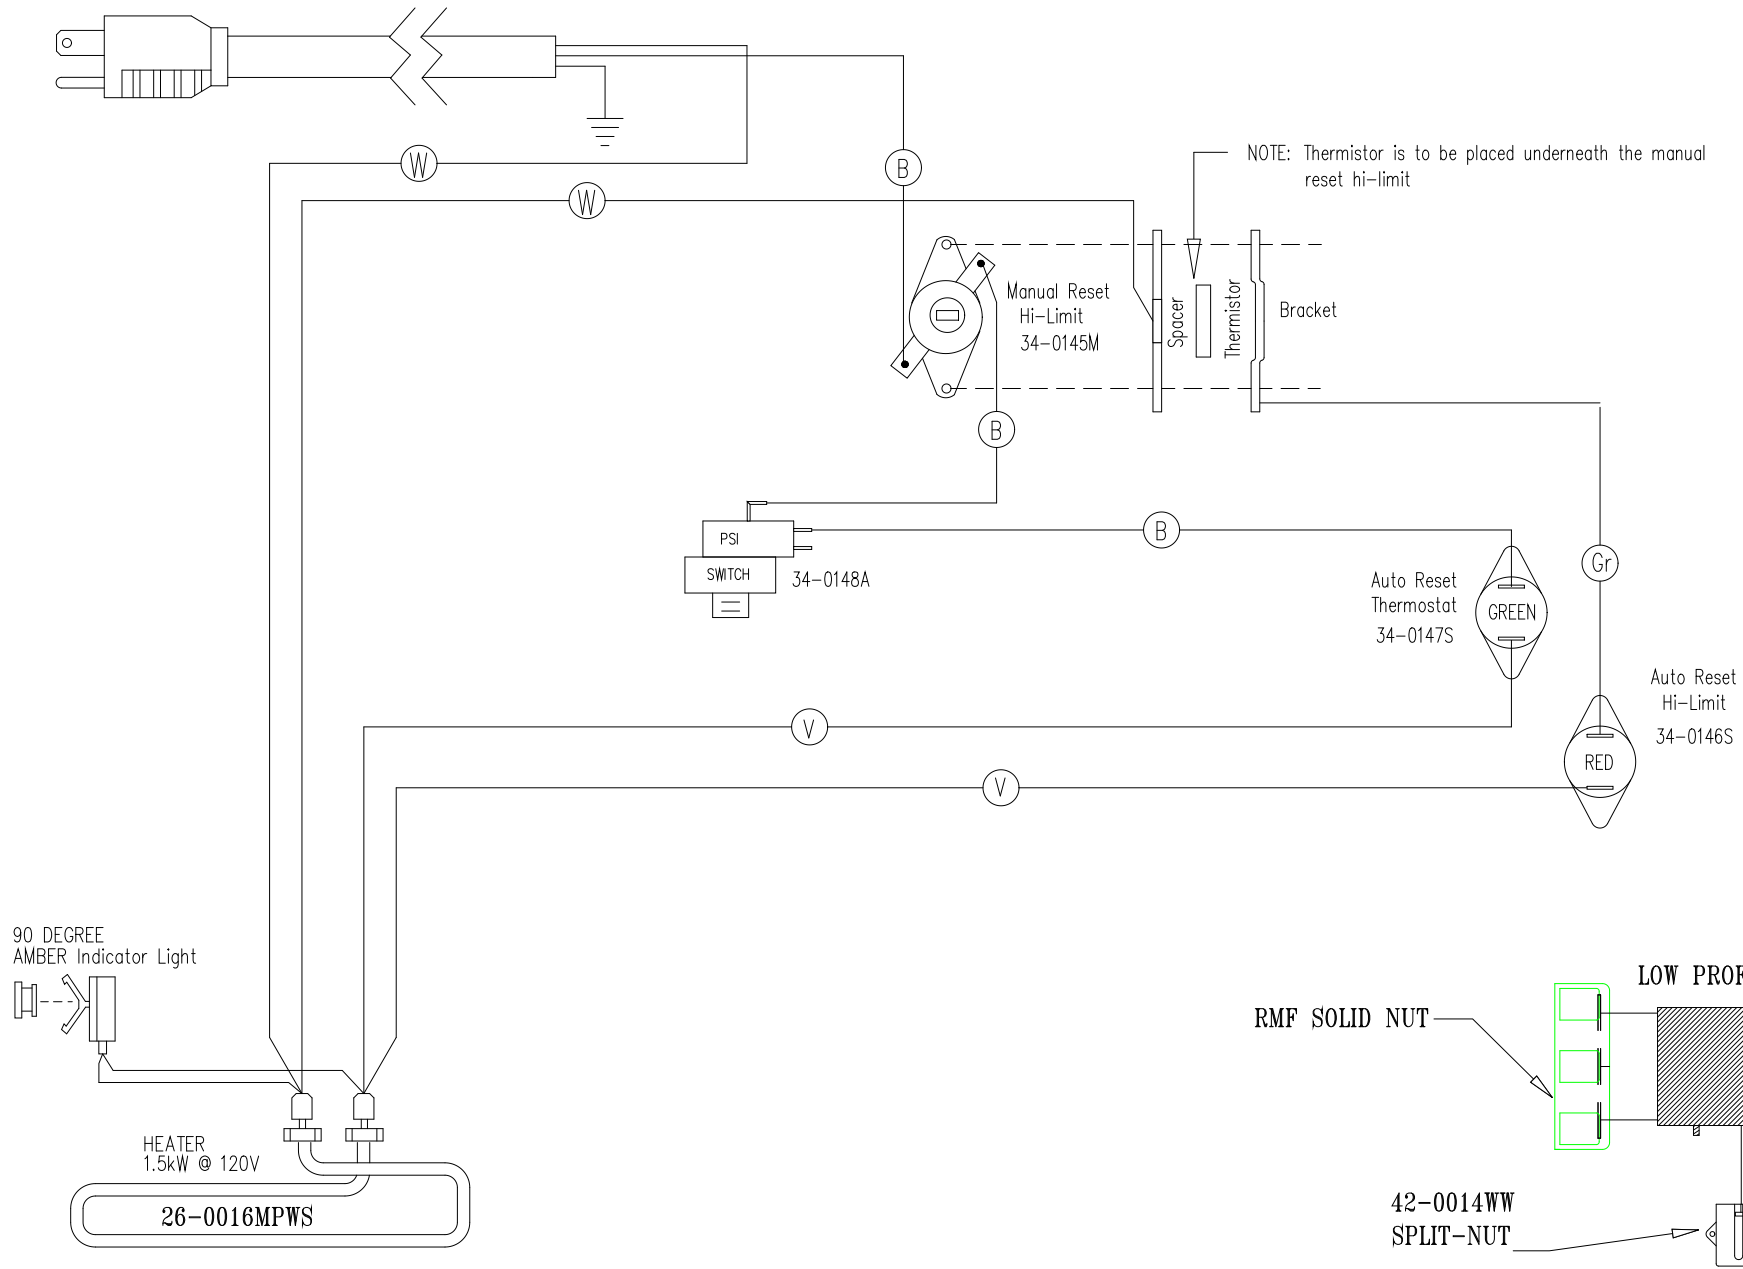 W
B
NOTE: Thermistor is to be placed underneath the manual
reset hi-limit
W
Manual Reset
Hi-Limit
34-0145M
Spacer
Thermistor
Bracket
B
PSI
SWITCH
34-0148A
B
Gr
Auto Reset
Thermostat
34-0147S
GREEN
Auto Reset
Hi-Limit
34-0146S
RED
V
V
90 DEGREE
AMBER Indicator Light
LOW PROF
RMF SOLID NUT
HEATER
1.5kW @ 120V
26-0016MPWS
42-0014WW
SPLIT-NUT